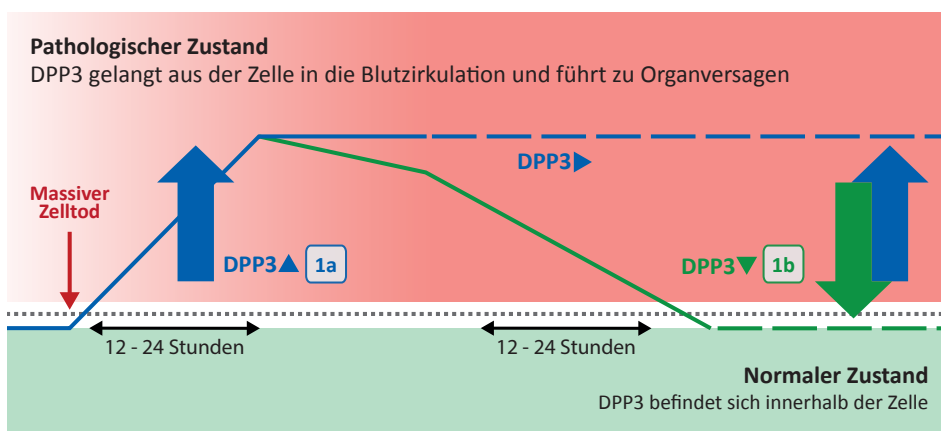 Pathologischer Zustand
DPP3 gelangt aus der Zelle in die Blutzirkulation und führt zu Organversagen
DPP3▶
Massiver
Zelltod
DPP3▲ 1a
DPP3▼ 1b
12 - 24 Stunden
12 - 24 Stunden
Normaler Zustand
DPP3 befindet sich innerhalb der Zelle